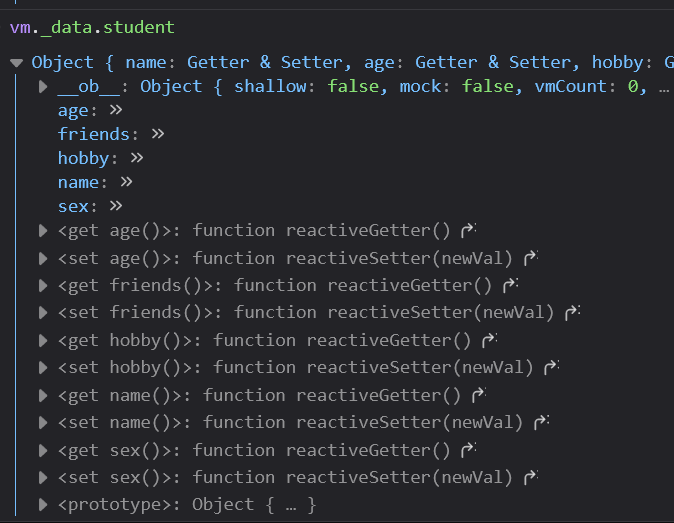 vm._data.student
Object { name: Getter & Setter, age: Getter & Setter, hobby: G
__ob__: Object { shallow: false, mock: false, vmCount: 0, …
age: »
friends: »
hobby: »
name: »
sex: »
<get age()>: function reactiveGetter()
<set age()>: function reactiveSetter(newVal)
<get friends()>: function reactiveGetter()
<set friends()>: function reactiveSetter(newVal)
<get hobby()>: function reactiveGetter()
<set hobby()>: function reactiveSetter(newVal)
<get name()>: function reactiveGetter()
<set name()>: function reactiveSetter(newVal)
<get sex()>: function reactiveGetter()
<set sex()>: function reactiveSetter(newVal)
<prototype>: Object { … }